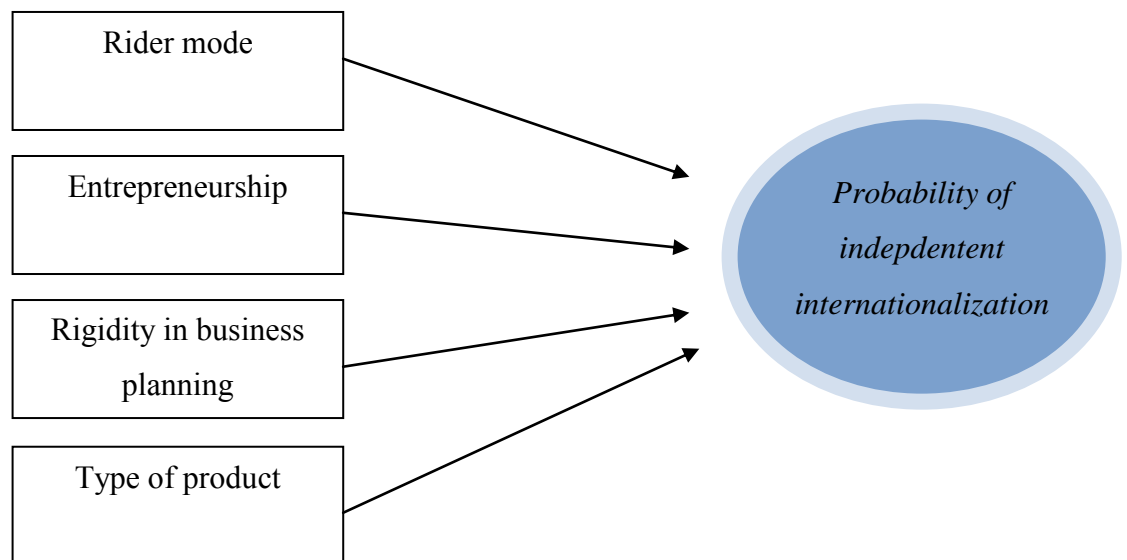 Rider mode
Entrepreneurship
Rigidity in business
planning
Type of product
Probability of
indepdentent
internationalization